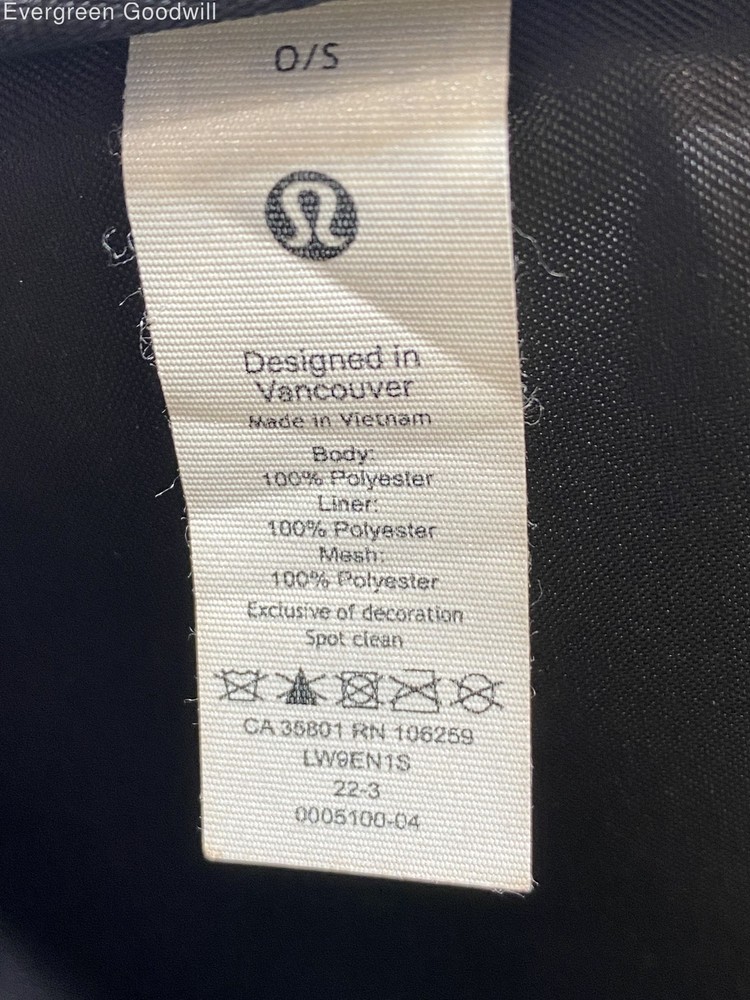 Evergreen Goodwill
O/S
Designed in
Vancouver
Made in Vietnam
Body:
100% Polyester
Liner:
100% Polyester
Mesh:
100% Polyester
Exclusive of decoration
Spot clean
CA 35801 RN 106259
LW9EN1S
22-3
0005100-04